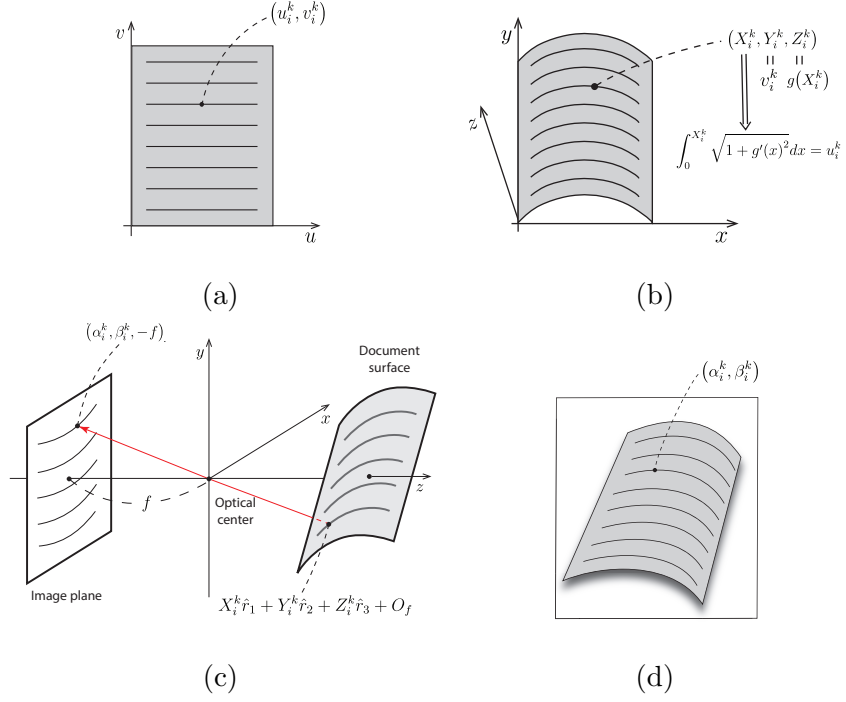 (u_i^k, v_i^k)
v
u
(a)
(X_i^k, Y_i^k, Z_i^k)
y
v_i^k g(X_i^k)
z
∫_0^{X_i^k} √(1 + g'(x)^2) dx = u_i^k
x
(b)
(α_i^k, β_i^k, −f)
y
Document
surface
x
z
f
Optical
center
Image plane
X_i^k r̂_1 + Y_i^k r̂_2 + Z_i^k r̂_3 + O_f
(c)
(α_i^k, β_i^k)
(d)